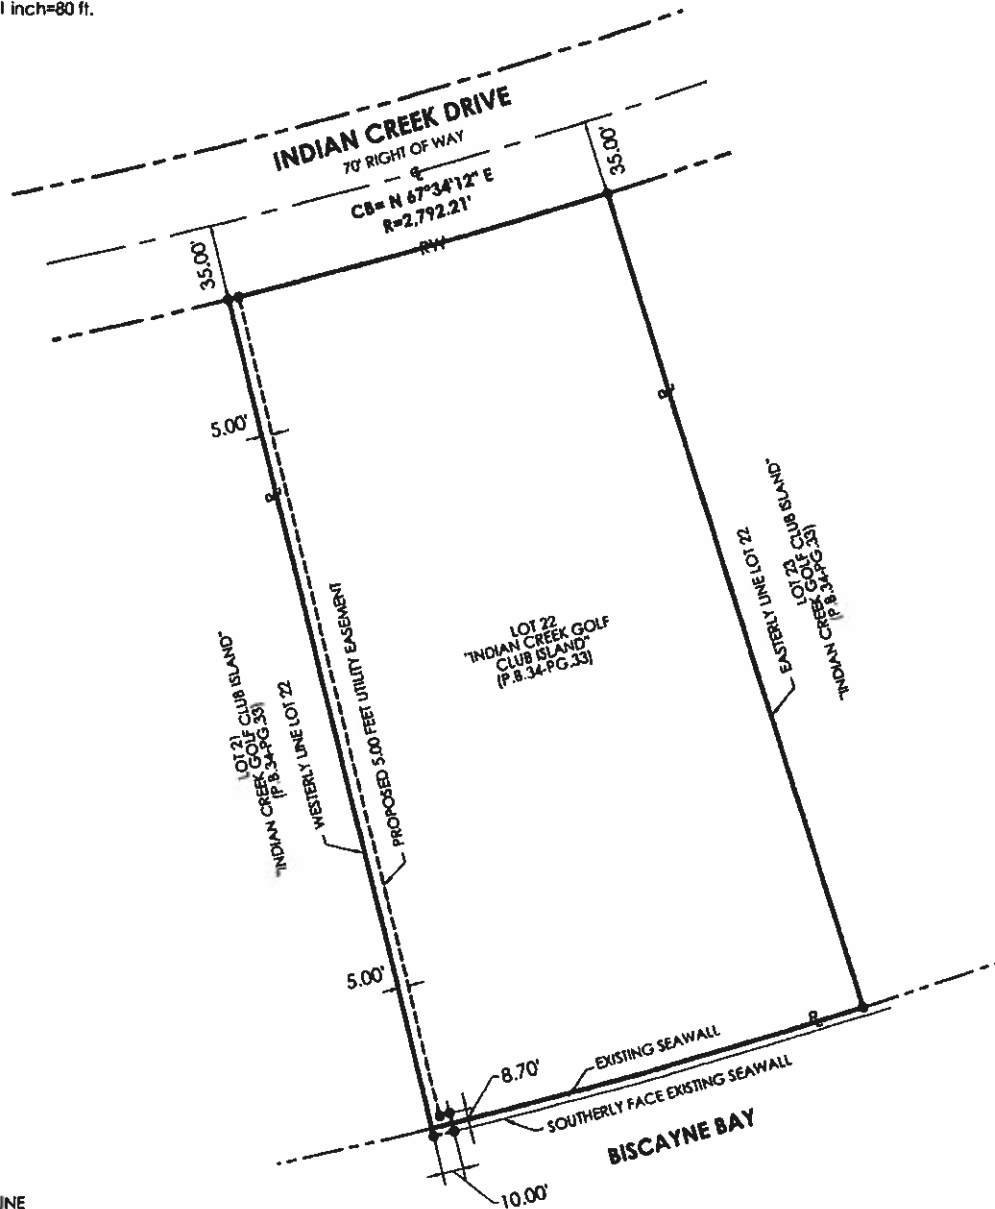 1 inch=80 ft.
INDIAN CREEK DRIVE
70' RIGHT OF WAY
CB= N 67°34'12" E
R=2,792.21'
RW
35.00'
35.00'
5.00'
LOT 22
"INDIAN CREEK GOLF
CLUB ISLAND"
(P.B.34-PG.33)
LOT 21
"INDIAN CREEK GOLF CLUB ISLAND"
(P.B.34-PG.33)
WESTERLY LINE LOT 22
PROPOSED 5.00 FEET UTILITY EASEMENT
EASTERLY LINE LOT 22
LOT 23
"INDIAN CREEK GOLF CLUB ISLAND"
(P.B.34-PG.33)
5.00'
8.70'
EXISTING SEAWALL
SOUTHERLY FACE EXISTING SEAWALL
BISCAYNE BAY
10.00'